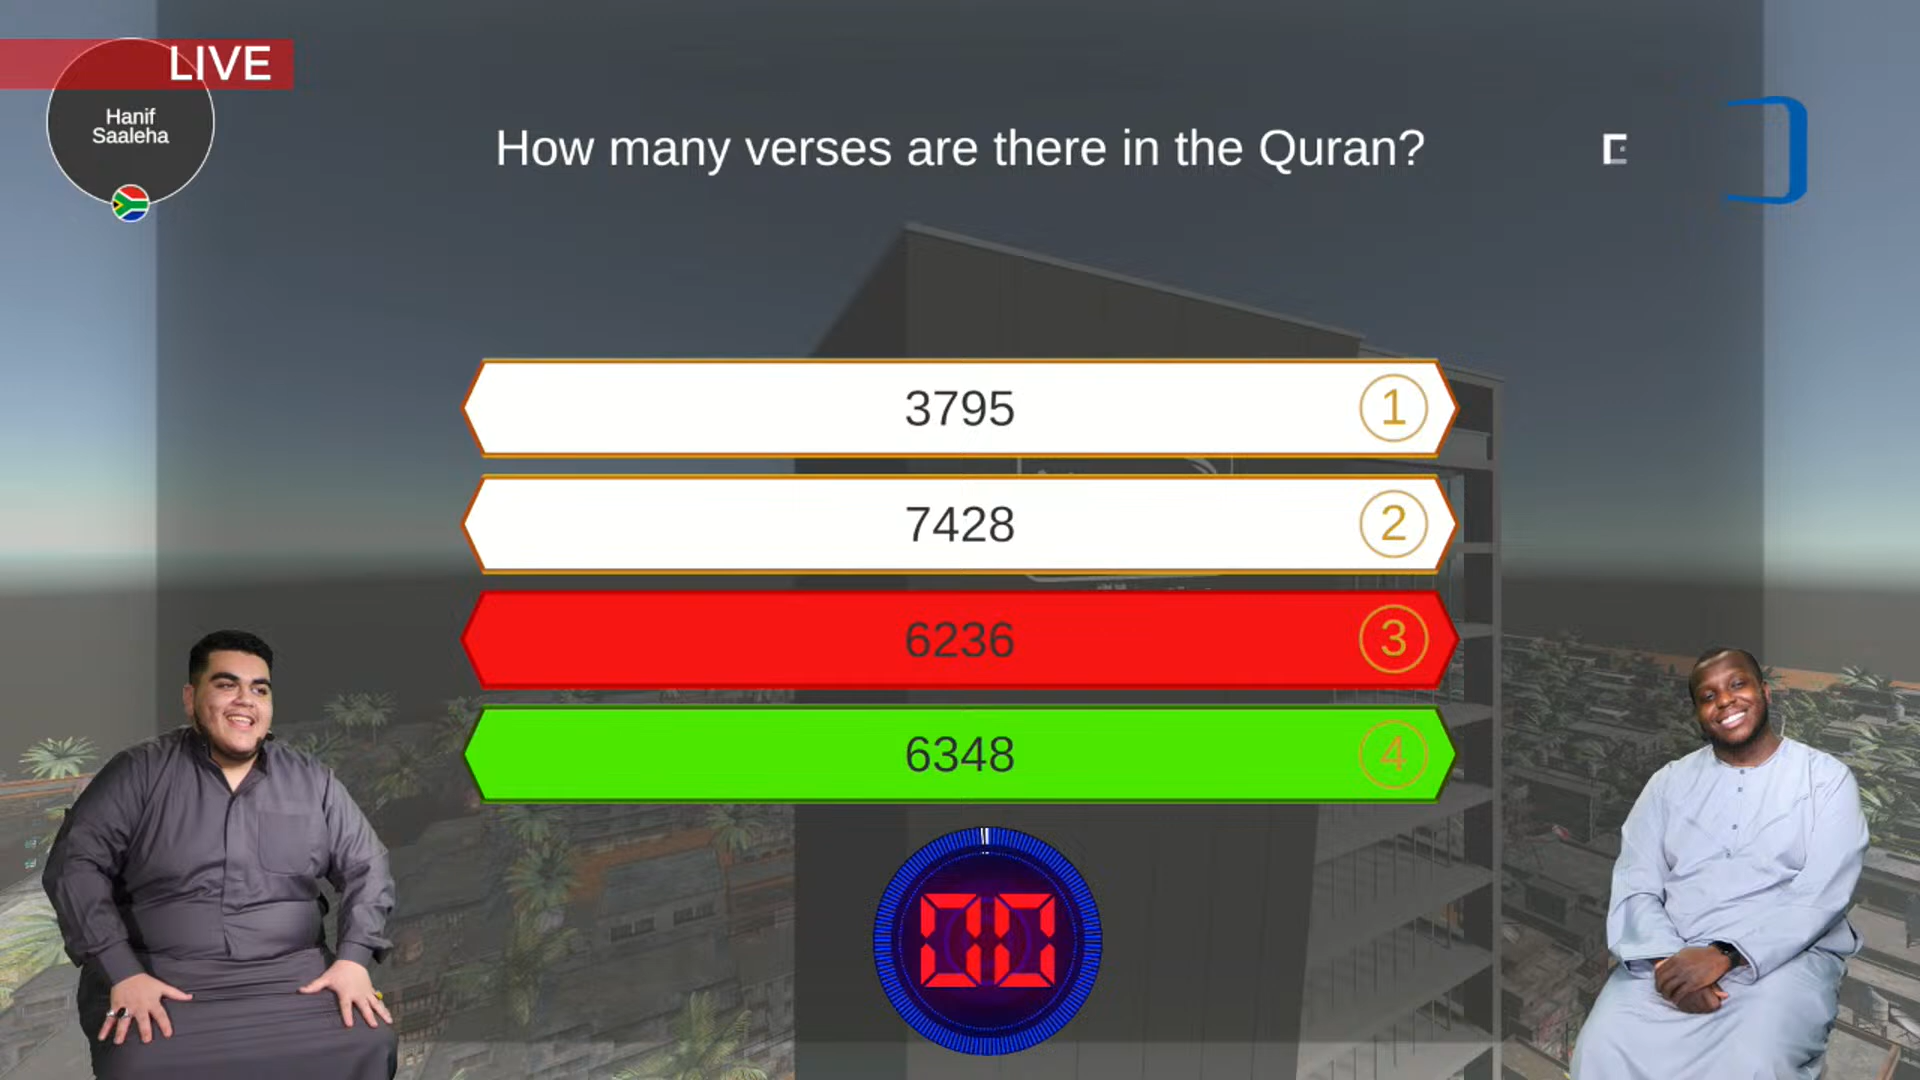 LIVE
Hanif
Saaleha
How many verses are there in the Quran?
E
3795
1
7428
2
6236
3
6348
4
00